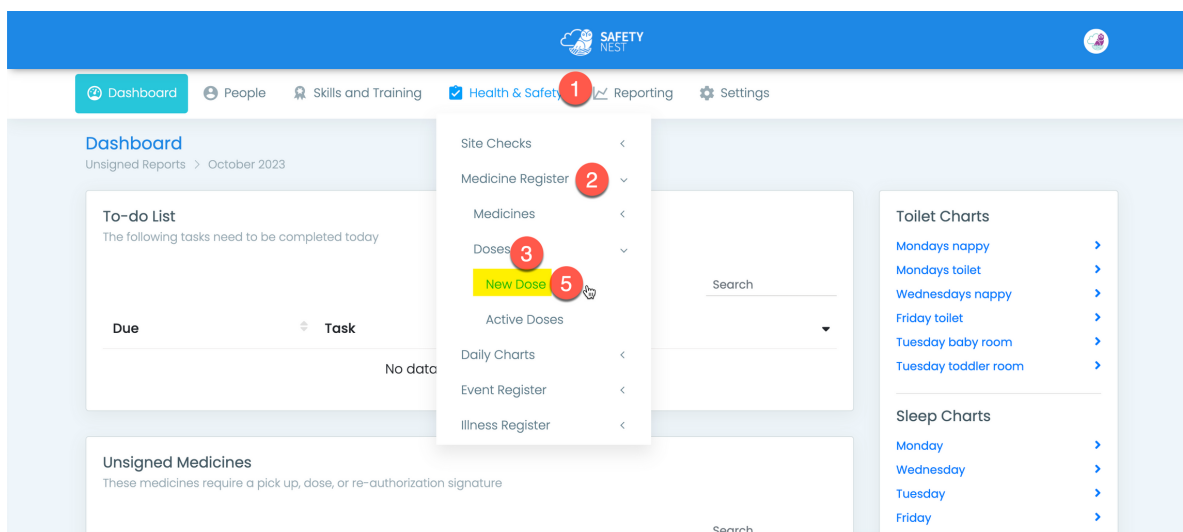 SAFETY
NEST
Dashboard People Skills and Training Health & Safety 1 Reporting Settings
Dashboard
Unsigned Reports > October 2023
Site Checks
Medicine Register 2
Medicines
Doses 3
New Dose 5
Active Doses
Daily Charts
Event Register
Illness Register
To-do List
The following tasks need to be completed today
Search
Due Task
No data
Unsigned Medicines
These medicines require a pick up, dose, or re-authorization signature
Search
Toilet Charts
Mondays nappy
Mondays toilet
Wednesdays nappy
Friday toilet
Tuesday baby room
Tuesday toddler room
Sleep Charts
Monday
Wednesday
Tuesday
Friday